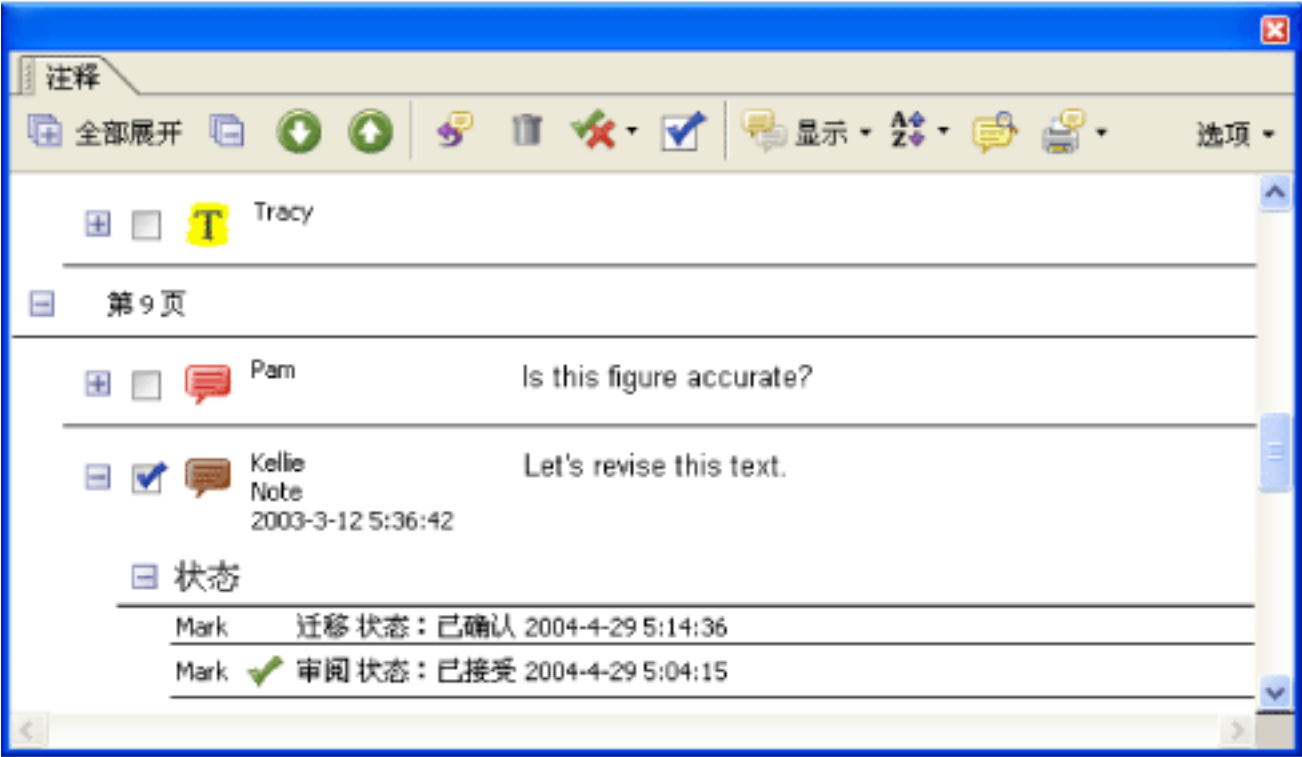 注释
全部展开 显示 选项
Tracy
第 9 页
Pam Is this figure accurate?
Kellie Let's revise this text.
Note
2003-3-12 5:36:42
状态
Mark 迁移 状态：已确认 2004-4-29 5:14:36
Mark 审阅 状态：已接受 2004-4-29 5:04:15